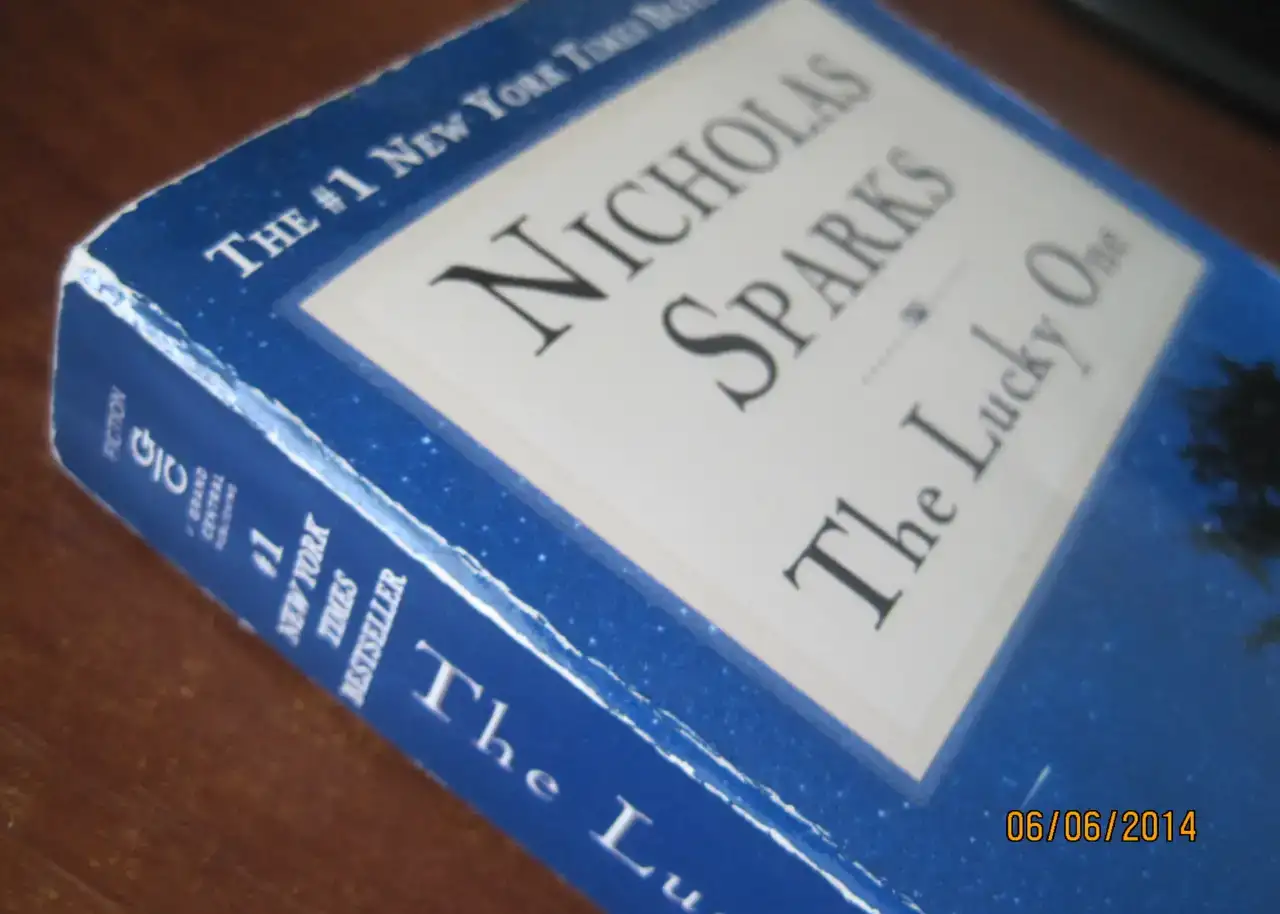 THE #1 NEW YORK TIMES
NICHOLAS
SPARKS
The Lucky One
FICTION
GC
GRAND
CENTRAL
PUBLISHING
#1
NEW YORK
TIMES
BESTSELLER
The Lu
06/06/2014